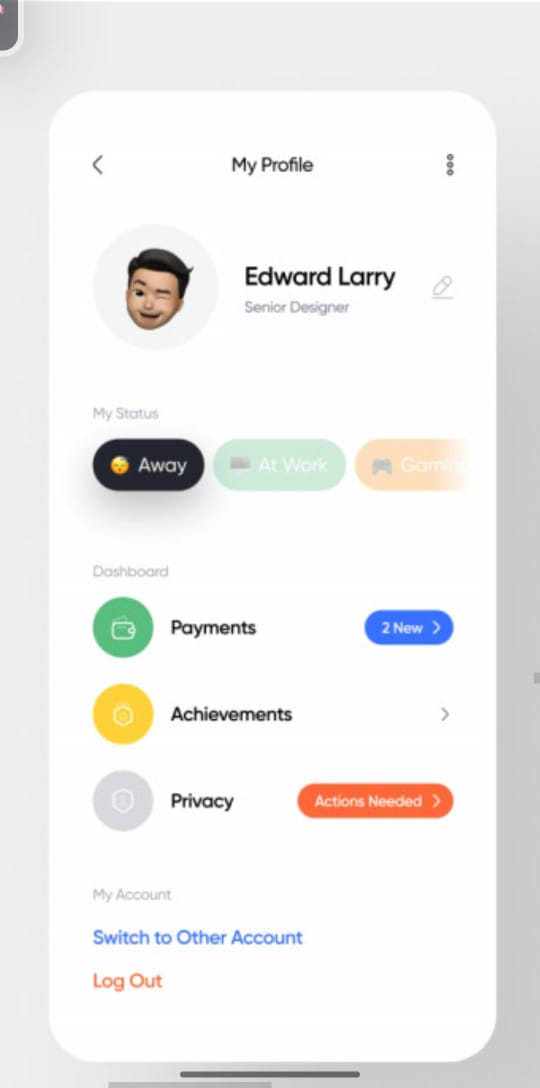 My Profile
Edward Larry
Senior Designer
My Status
Away
At Work
Gamin
Dashboard
Payments
2 New
Achievements
Privacy
Actions Needed
My Account
Switch to Other Account
Log Out